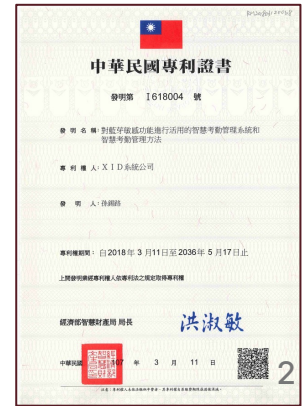 中華民國專利證書
發明第 I618004 號
發 明 名 稱:對藍芽敏感功能進行活用的智慧考勤管理系統和
智慧考勤管理方法
專 利 權 人:XID系統公司
發 明 人:孫錫勝
專利權期間: 自2018年3月11日至2036年5月17日止
上開發明業經專利權人依專利法之規定取得專利權
經濟部智慧財產局 局長
洪淑敏
中華民國 107 年 3 月 11 日
2